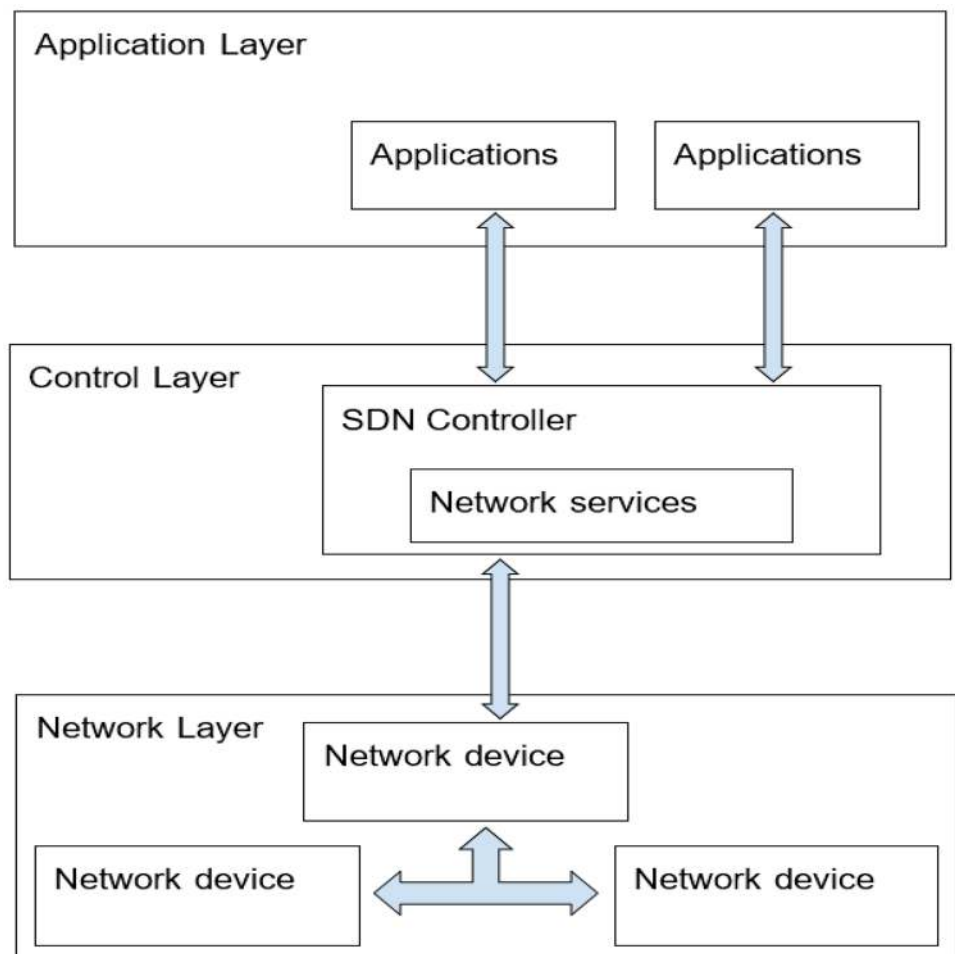 Application Layer
Applications
Applications
Control Layer
SDN Controller
Network services
Network Layer
Network device
Network device
Network device